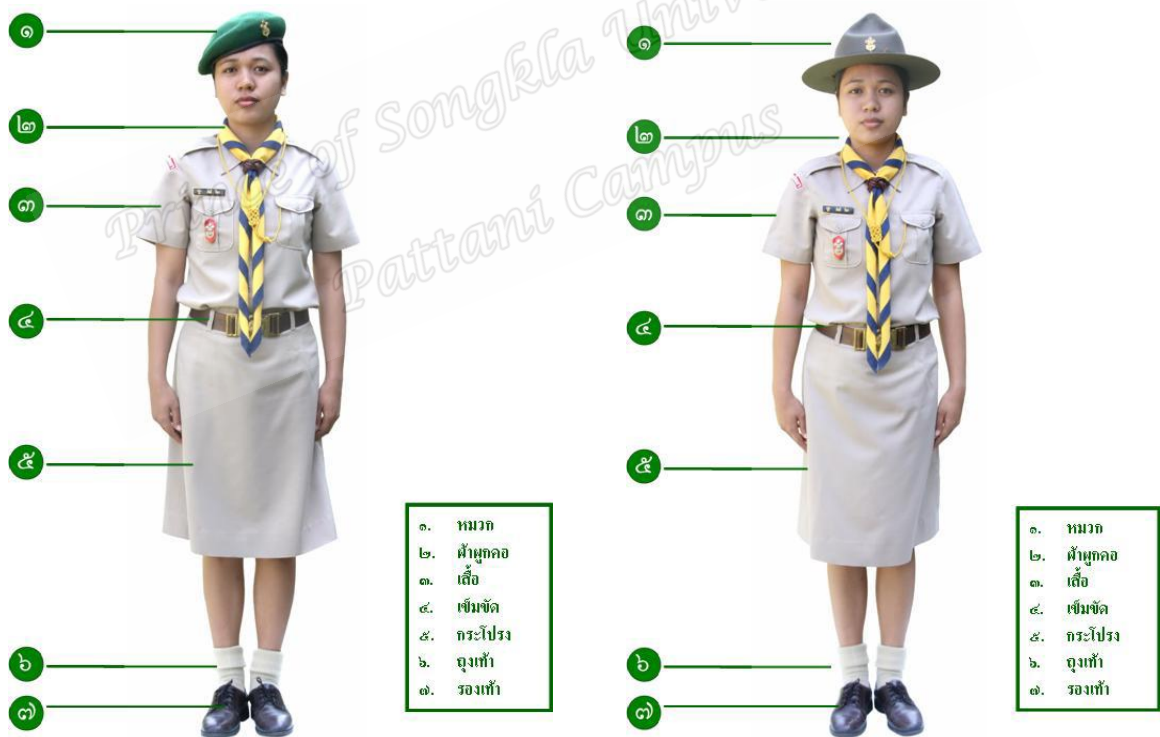 Prince of Songkla Univ
Pattani Campus
๑
๒
๓
๔
๕
๖
๗
๑. หมวก
๒. ผ้าผูกคอ
๓. เสื้อ
๔. เข็มขัด
๕. กระโปรง
๖. ถุงเท้า
๗. รองเท้า
๑
๒
๓
๔
๕
๖
๗
๑. หมวก
๒. ผ้าผูกคอ
๓. เสื้อ
๔. เข็มขัด
๕. กระโปรง
๖. ถุงเท้า
๗. รองเท้า